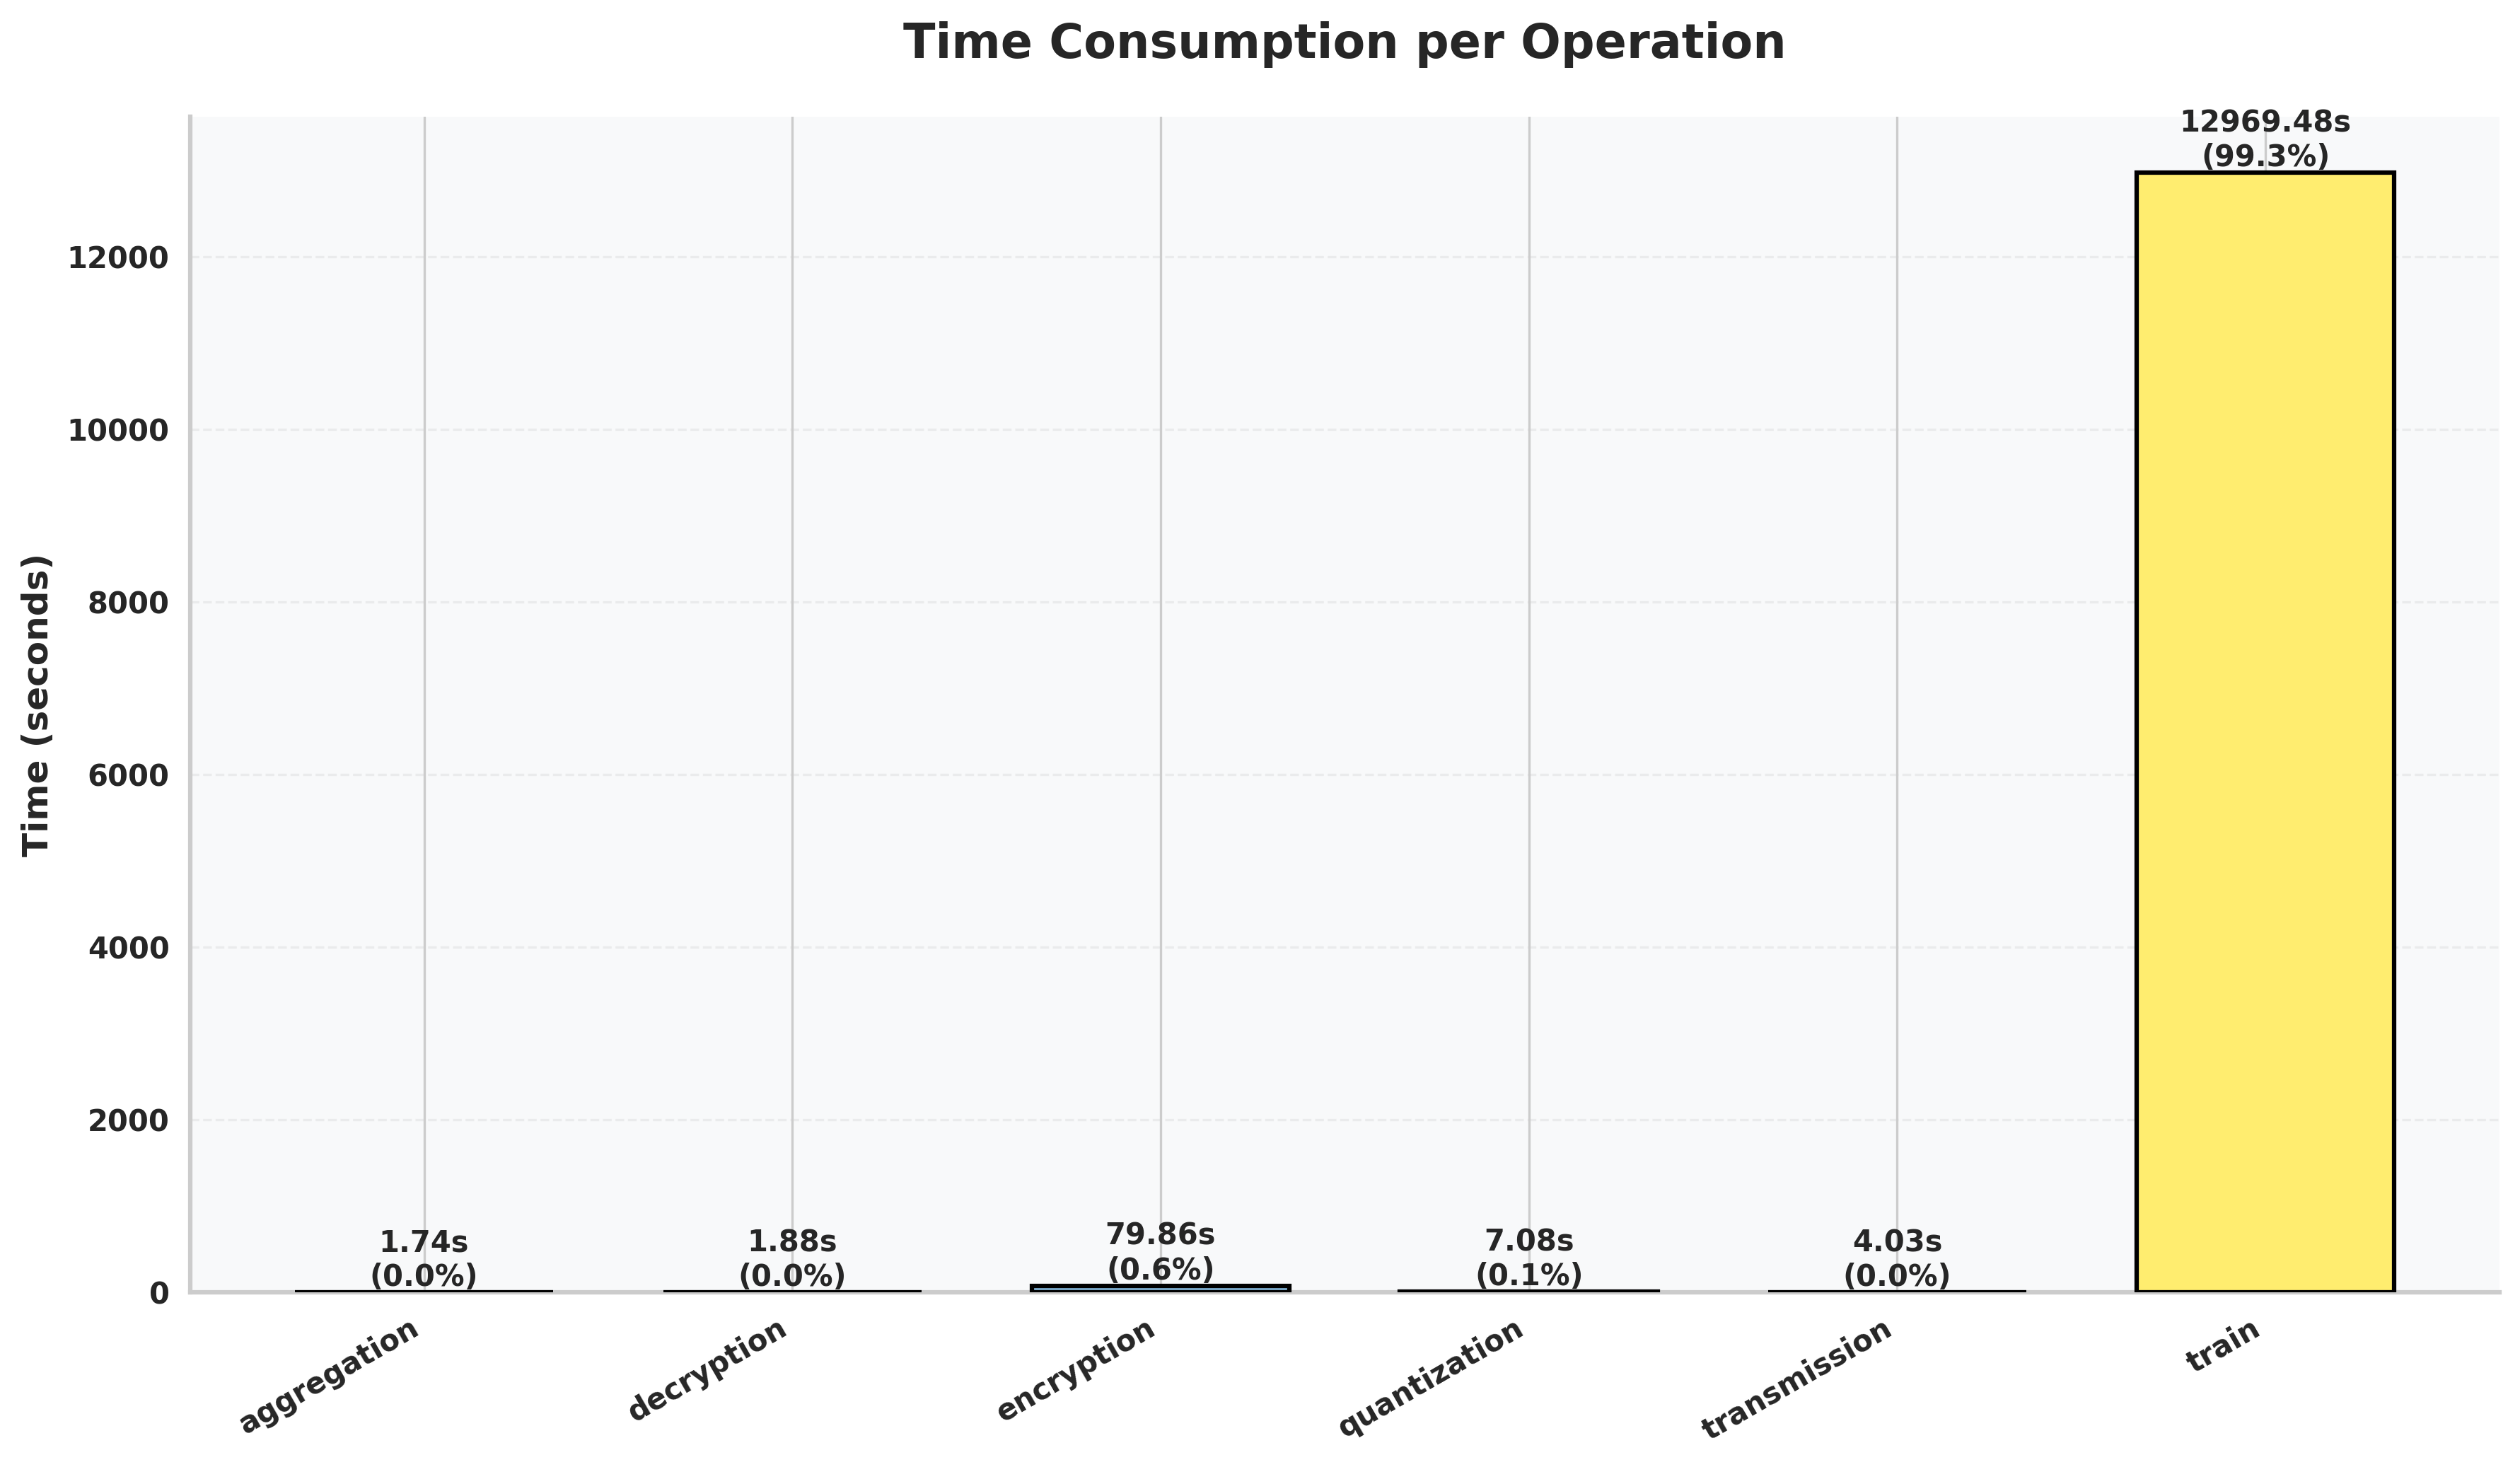 Time Consumption per Operation
Time (seconds)
12000
10000
8000
6000
4000
2000
0
1.74s
(0.0%)
1.88s
(0.0%)
79.86s
(0.6%)
7.08s
(0.1%)
4.03s
(0.0%)
12969.48s
(99.3%)
aggregation
decryption
encryption
quantization
transmission
train